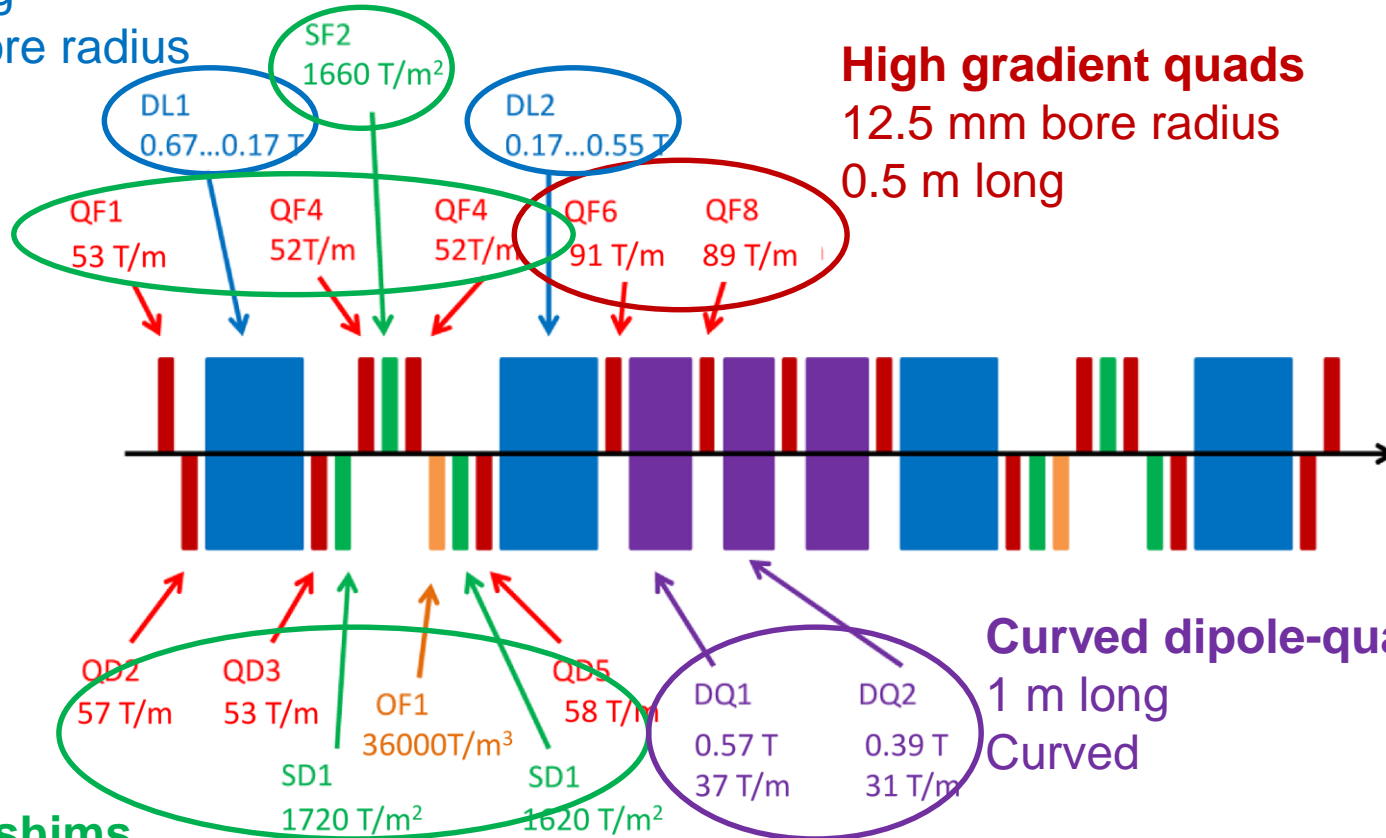 ore radius
SF2
1660 T/m²
High gradient quads
12.5 mm bore radius
0.5 m long
DL1
0.67...0.17 T
DL2
0.17...0.55 T
QF1
53 T/m
QF4
52T/m
QF4
52T/m
QF6
91 T/m
QF8
89 T/m
QD2
57 T/m
QD3
53 T/m
OF1
36000T/m³
QD5
58 T/m
SD1
1720 T/m²
SD1
1620 T/m²
DQ1
0.57 T
37 T/m
DQ2
0.39 T
31 T/m
Curved dipole-qua
1 m long
Curved
shims